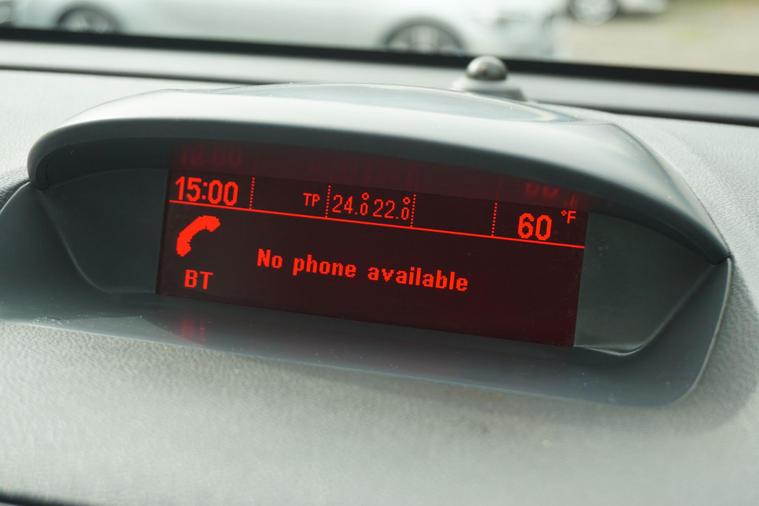 15:00 TP 24.0° 22.0° 60 °F
No phone available
BT